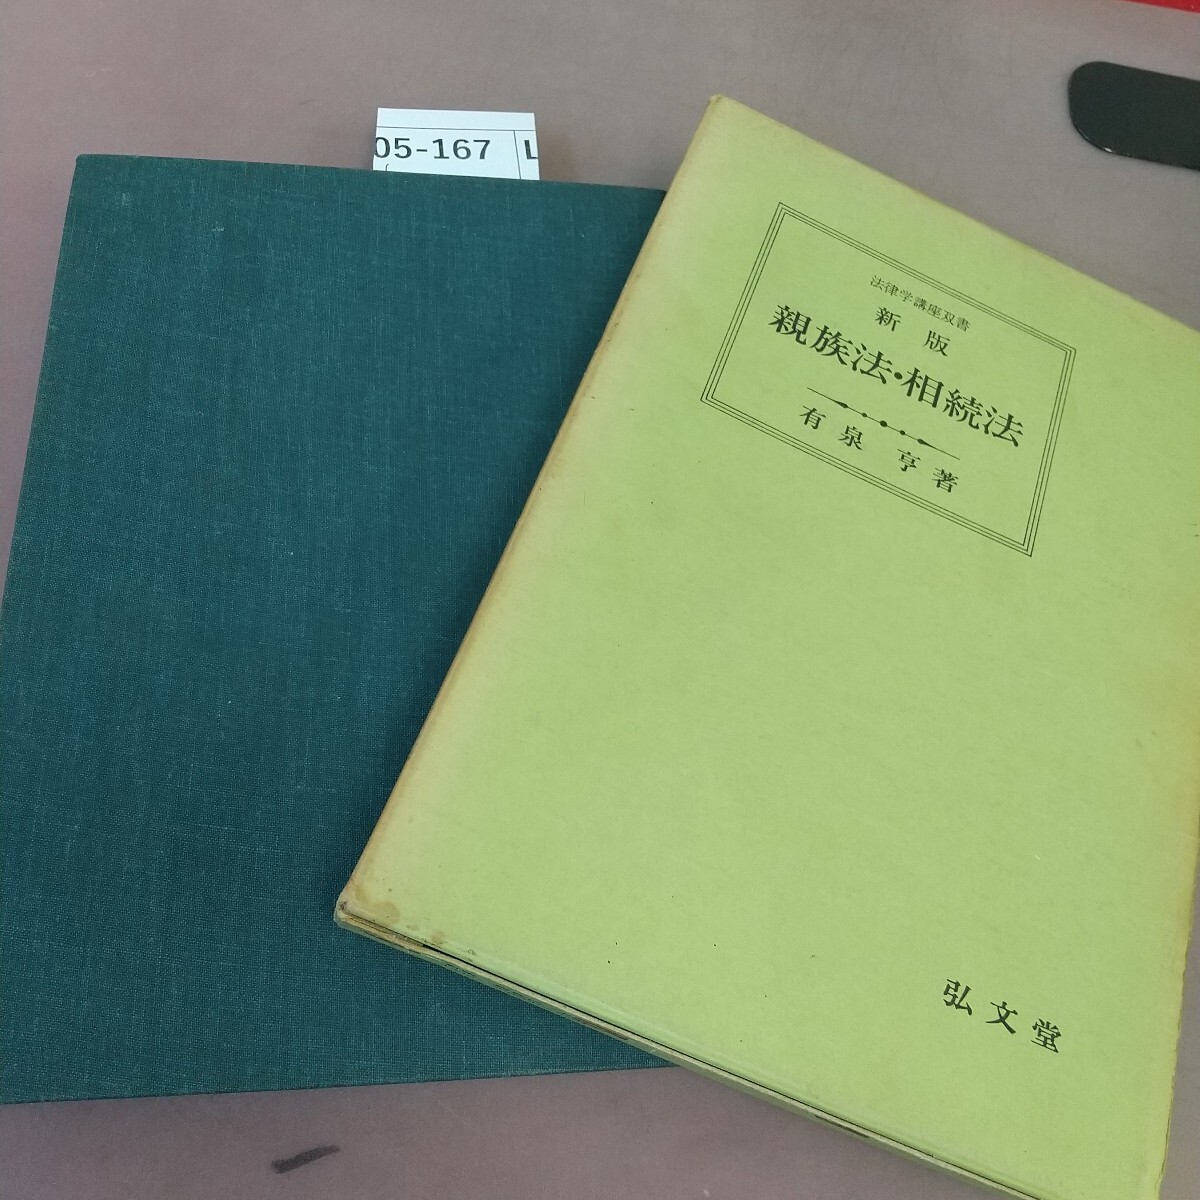 05-167
L
法律学講座双書
新版
親族法・相続法
有泉 亨 著
弘文堂